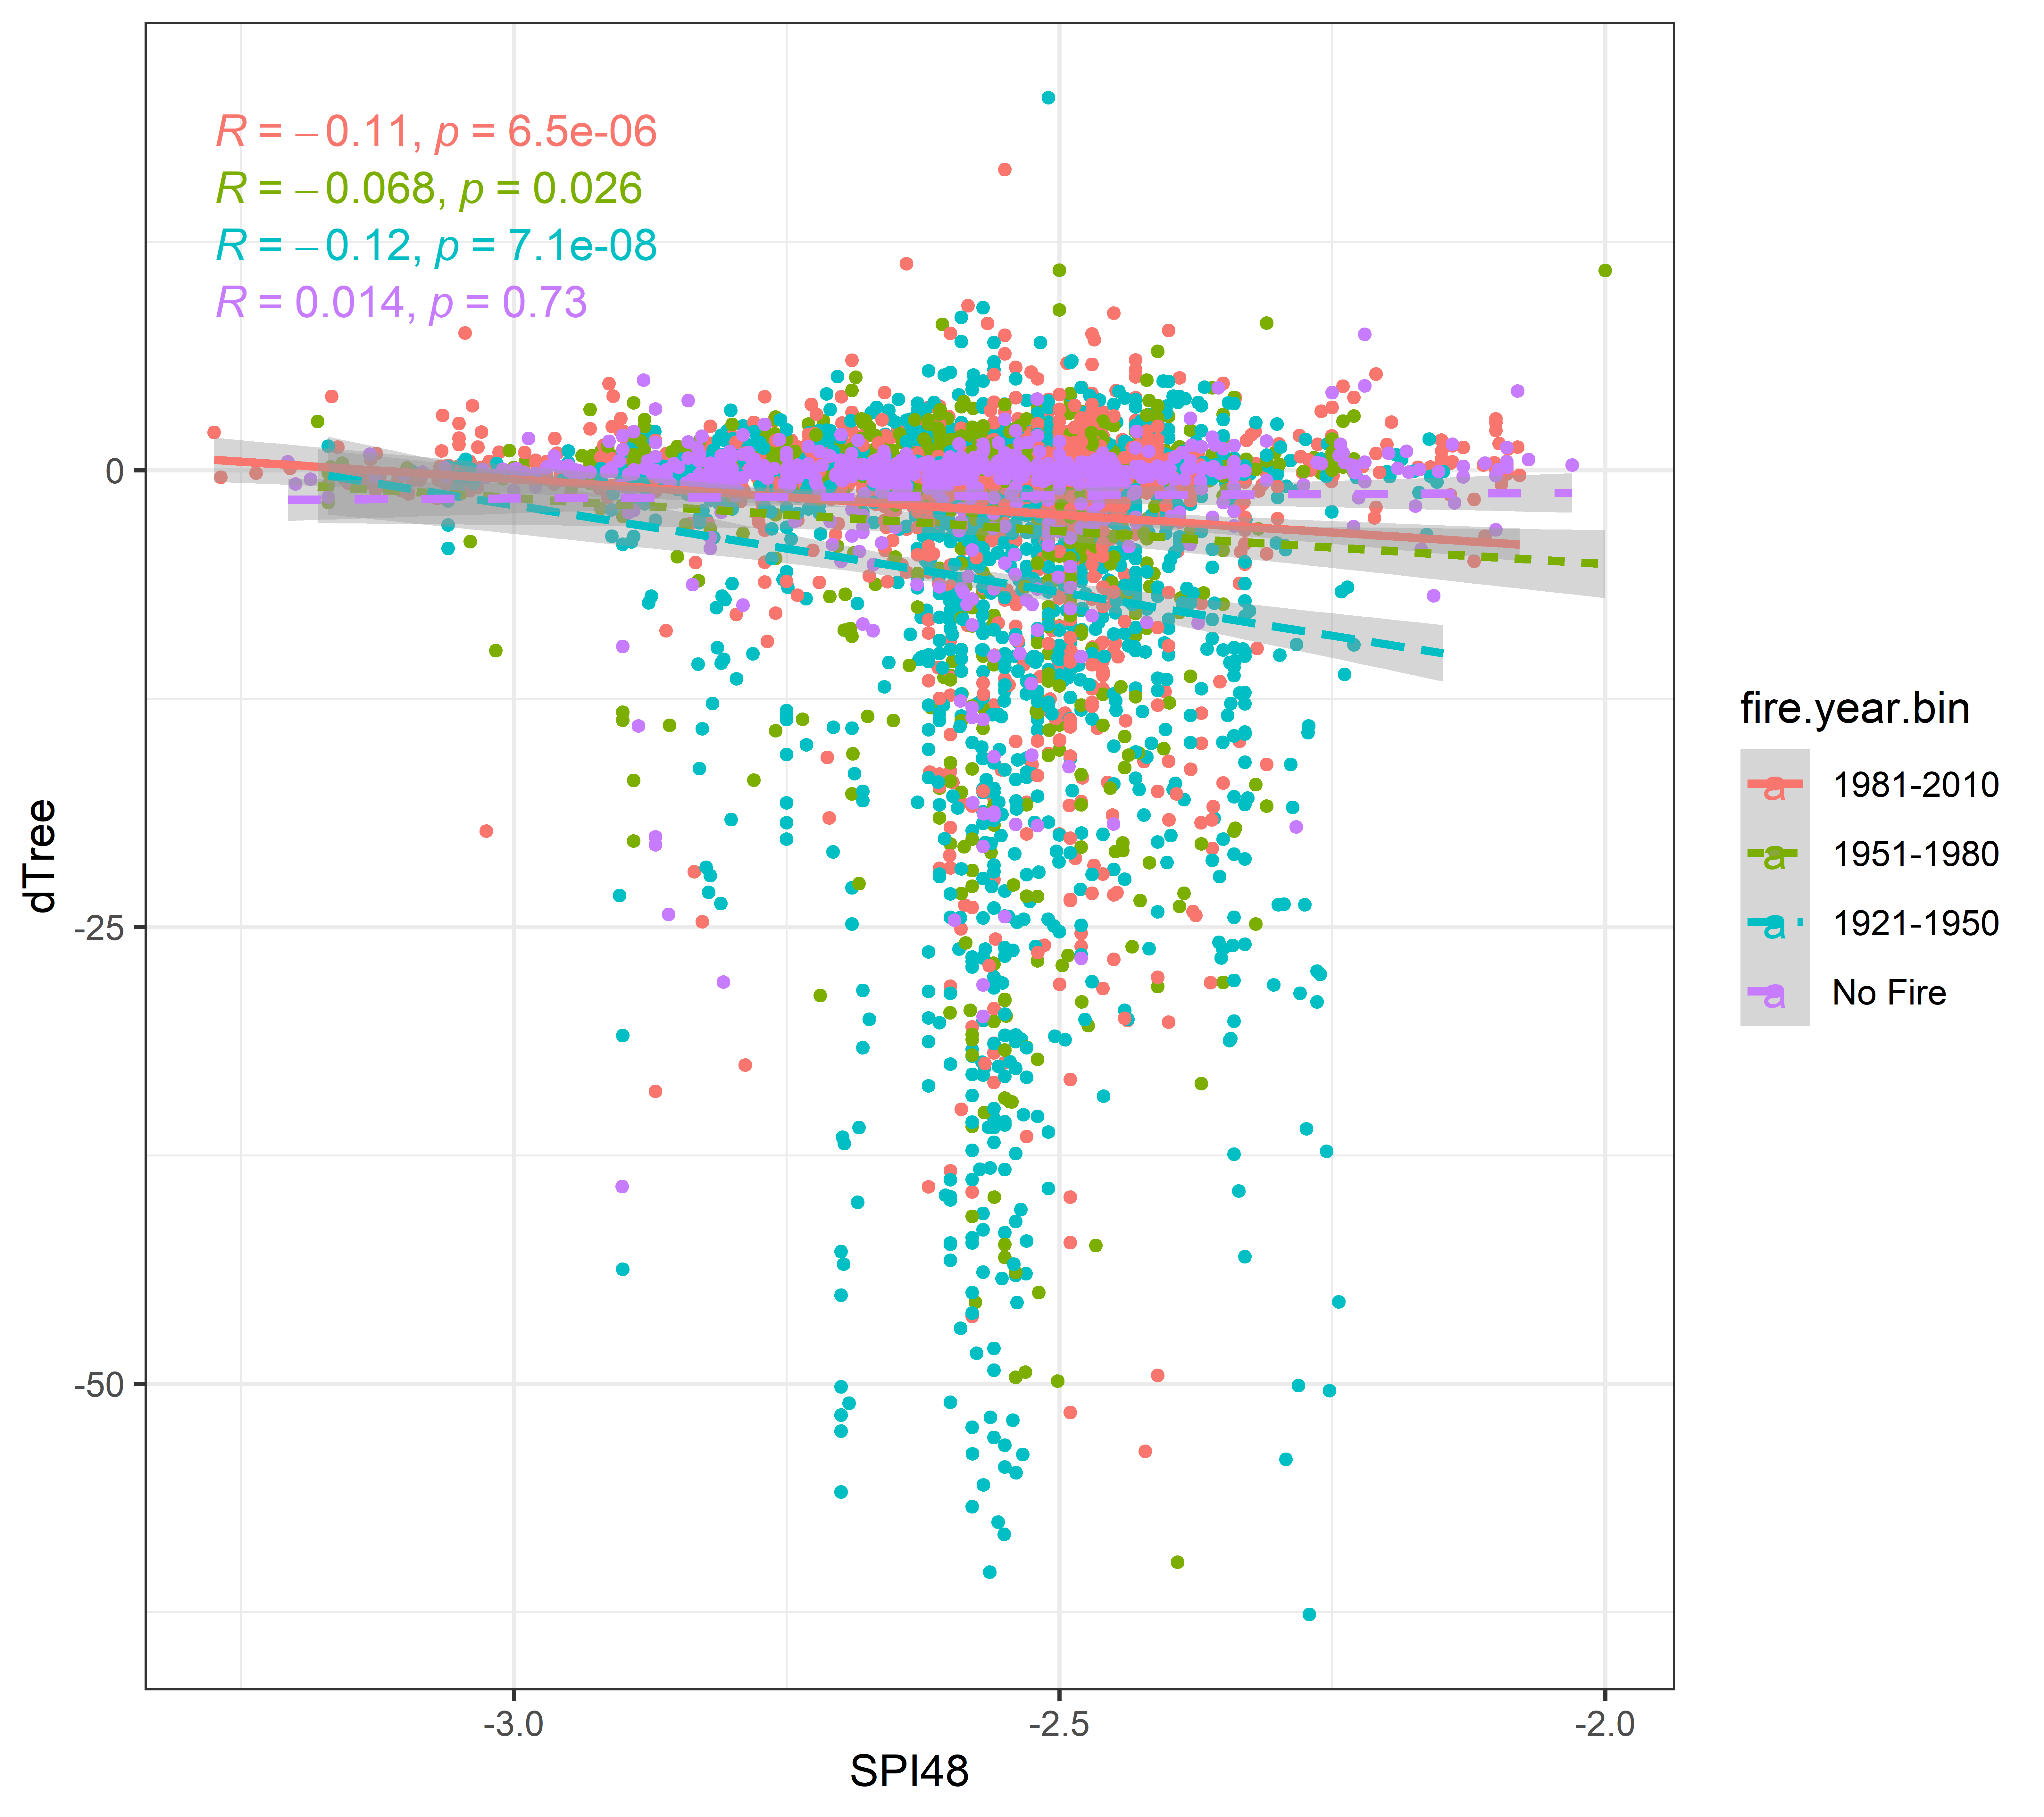 R = −0.11, p = 6.5e-06
R = −0.068, p = 0.026
R = −0.12, p = 7.1e-08
R = 0.014, p = 0.73
0
-25
-50
dTree
-3.0
-2.5
-2.0
SPI48
fire.year.bin
a 1981-2010
a 1951-1980
a 1921-1950
a No Fire